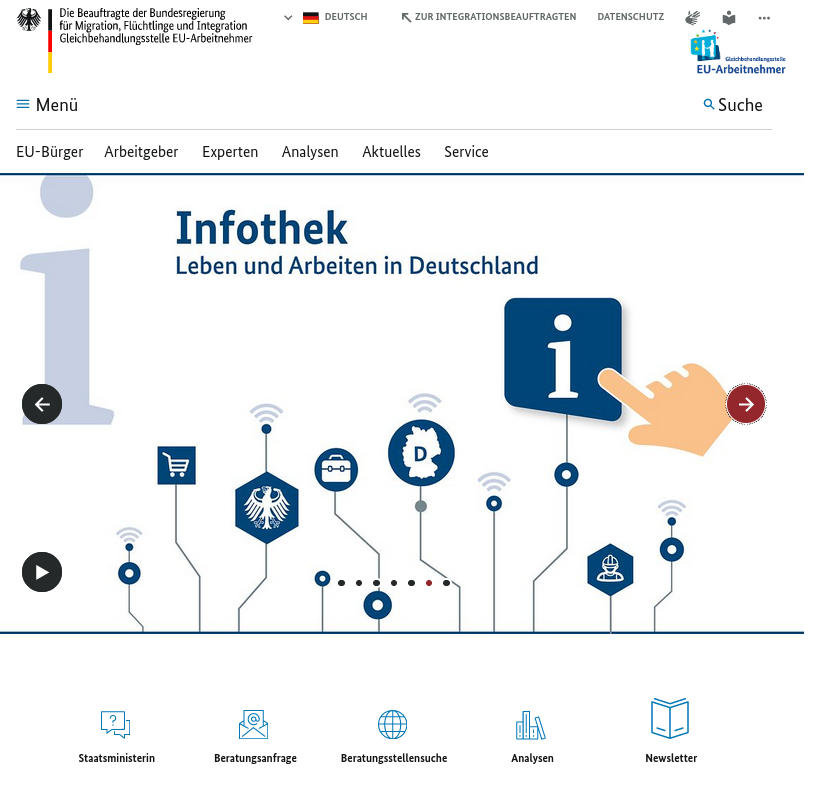 Die Beauftragte der Bundesregierung
für Migration, Flüchtlinge und Integration
Gleichbehandlungsstelle EU-Arbeitnehmer
DEUTSCH
ZUR INTEGRATIONSBEAUFTRAGTEN
DATENSCHUTZ
Gleichbehandlungsstelle
EU-Arbeitnehmer
Menü
Suche
EU-Bürger
Arbeitgeber
Experten
Analysen
Aktuelles
Service
i
Infothek
Leben und Arbeiten in Deutschland
i
D
Staatsministerin
Beratungsanfrage
Beratungsstellensuche
Analysen
Newsletter